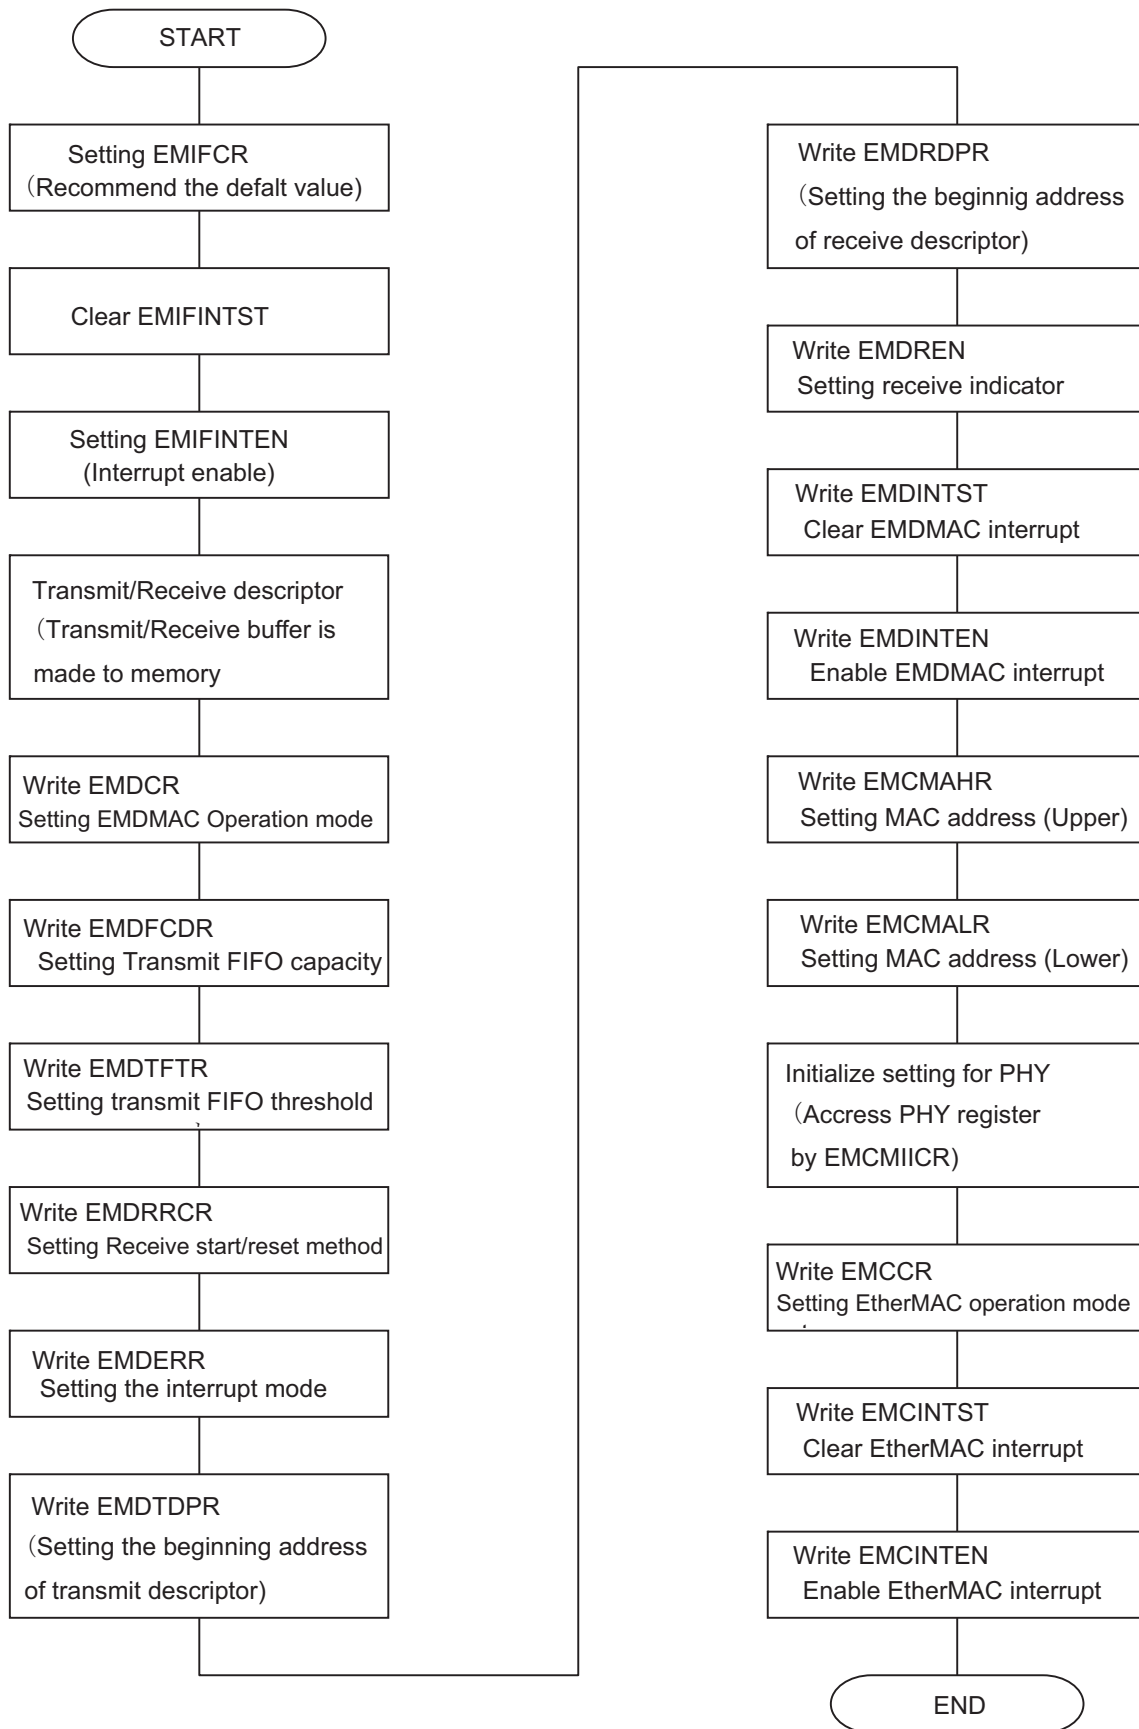 START
Setting EMIFCR
（Recommend the defalt value)
Clear EMIFINTST
Setting EMIFINTEN
(Interrupt enable)
Transmit/Receive descriptor
（Transmit/Receive buffer is
made to memory
Write EMDCR
Setting EMDMAC Operation mode
Write EMDFCDR
Setting Transmit FIFO capacity
Write EMDTFTR
Setting transmit FIFO threshold
Write EMDRRCR
Setting Receive start/reset method
Write EMDERR
Setting the interrupt mode
Write EMDTDPR
（Setting the beginning address
of transmit descriptor)
Write EMDRDPR
（Setting the beginnig address
of receive descriptor)
Write EMDREN
Setting receive indicator
Write EMDINTST
Clear EMDMAC interrupt
Write EMDINTEN
Enable EMDMAC interrupt
Write EMCMAHR
Setting MAC address (Upper)
Write EMCMALR
Setting MAC address (Lower)
Initialize setting for PHY
（Accress PHY register
by EMCMIICR)
Write EMCCR
Setting EtherMAC operation mode
Write EMCINTST
Clear EtherMAC interrupt
Write EMCINTEN
Enable EtherMAC interrupt
END